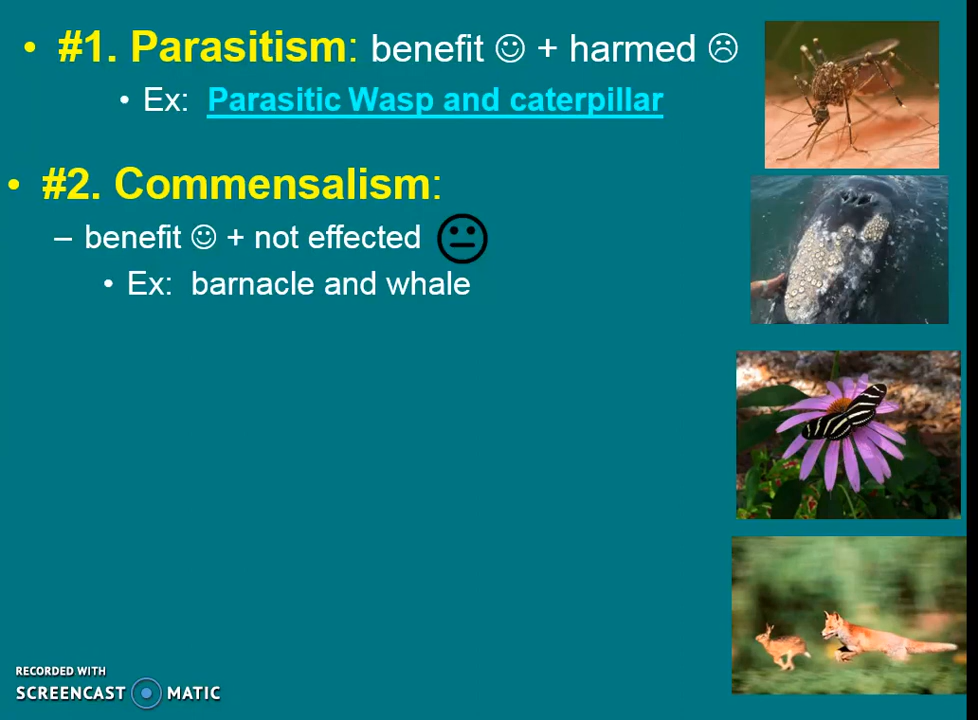 • #1. Parasitism: benefit ☺ + harmed ☹
• Ex: Parasitic Wasp and caterpillar
• #2. Commensalism:
– benefit ☺ + not effected 😐
• Ex: barnacle and whale
RECORDED WITH
SCREENCAST MATIC